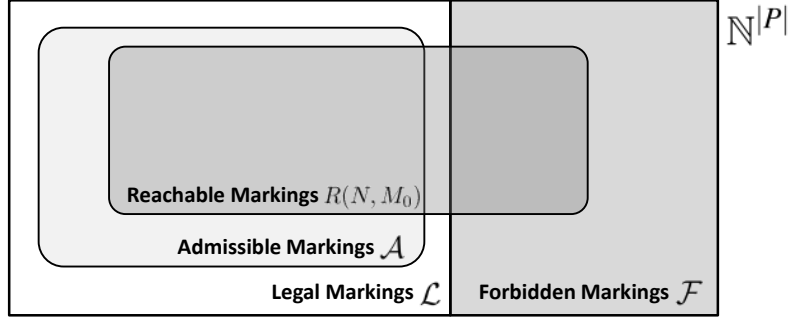 ℕ^|P|
Reachable Markings R(N, M₀)
Admissible Markings 𝒜
Legal Markings ℒ
Forbidden Markings ℱ